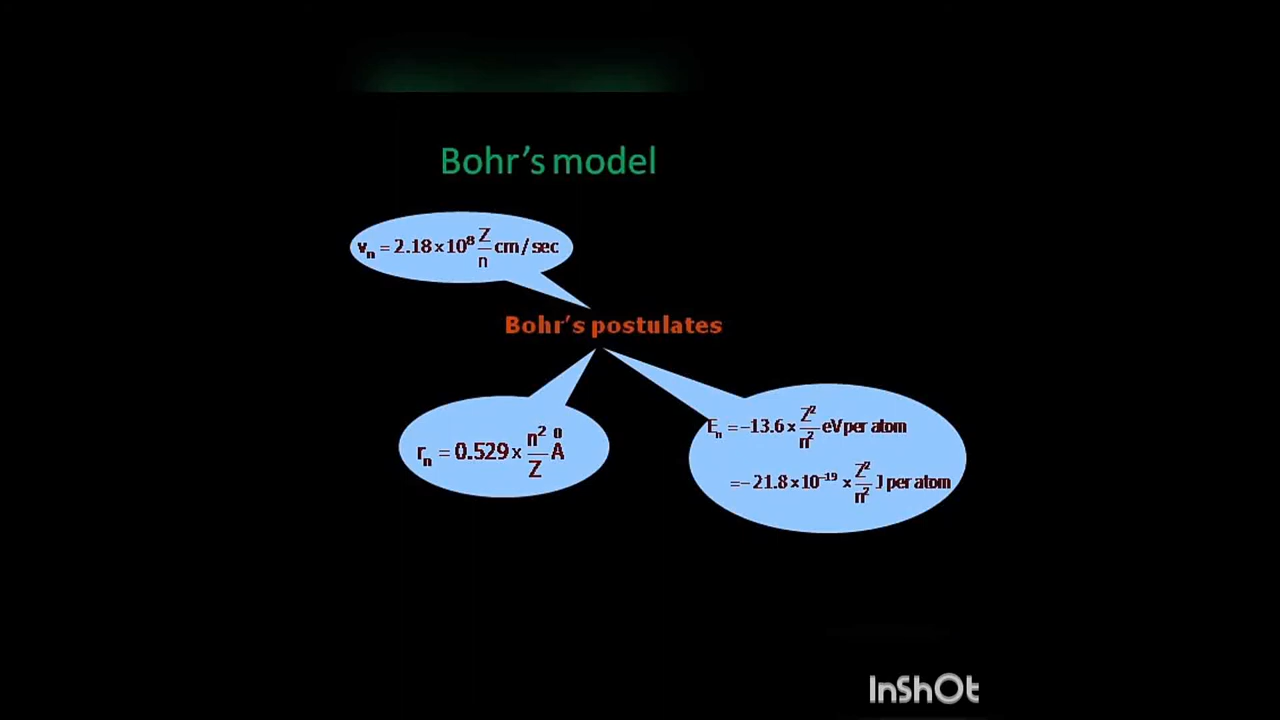 Bohr’s model
vₙ = 2.18×10⁸ Z/n cm/sec
Bohr’s postulates
rₙ = 0.529× n²/Z Å
Eₙ = −13.6× Z²/n² eV per atom
= − 21.8×10⁻¹⁹ × Z²/n² J per atom
InShOt